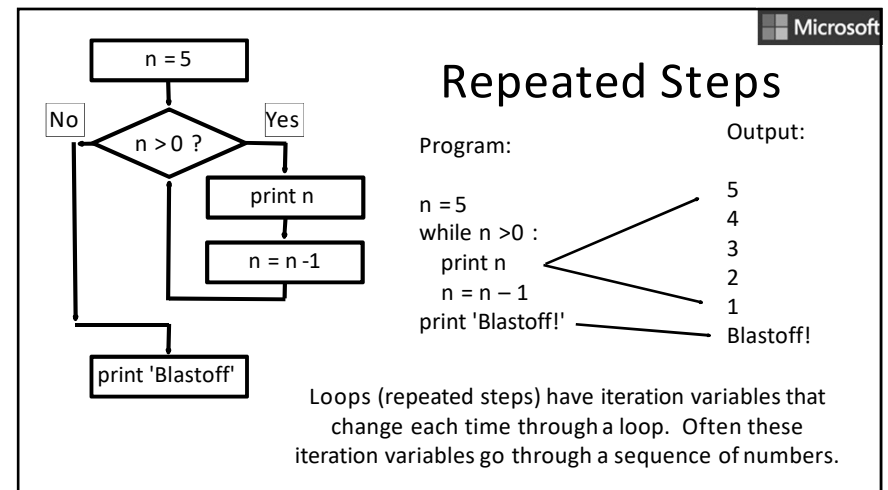 Microsoft
Repeated Steps
n = 5
No
Yes
n > 0 ?
print n
n = n -1
print 'Blastoff'
Program:
n = 5
while n >0 :
print n
n = n – 1
print 'Blastoff!'
Output:
5
4
3
2
1
Blastoff!
Loops (repeated steps) have iteration variables that
change each time through a loop. Often these
iteration variables go through a sequence of numbers.